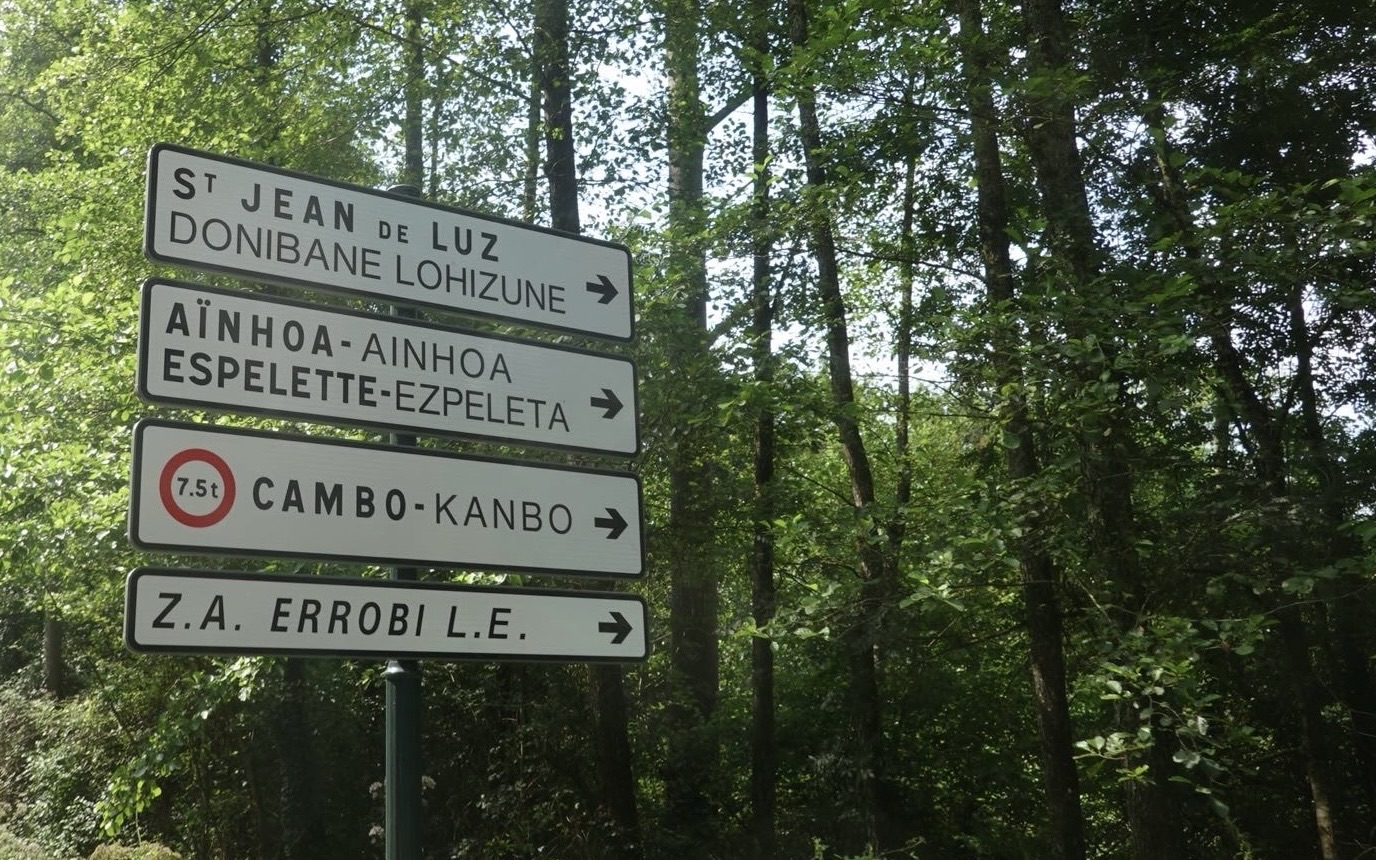 ST JEAN DE LUZ
DONIBANE LOHIZUNE
AÏNHOA-AINHOA
ESPELETTE-EZPELETA
7.5t CAMBO-KANBO
Z.A. ERROBI L.E.